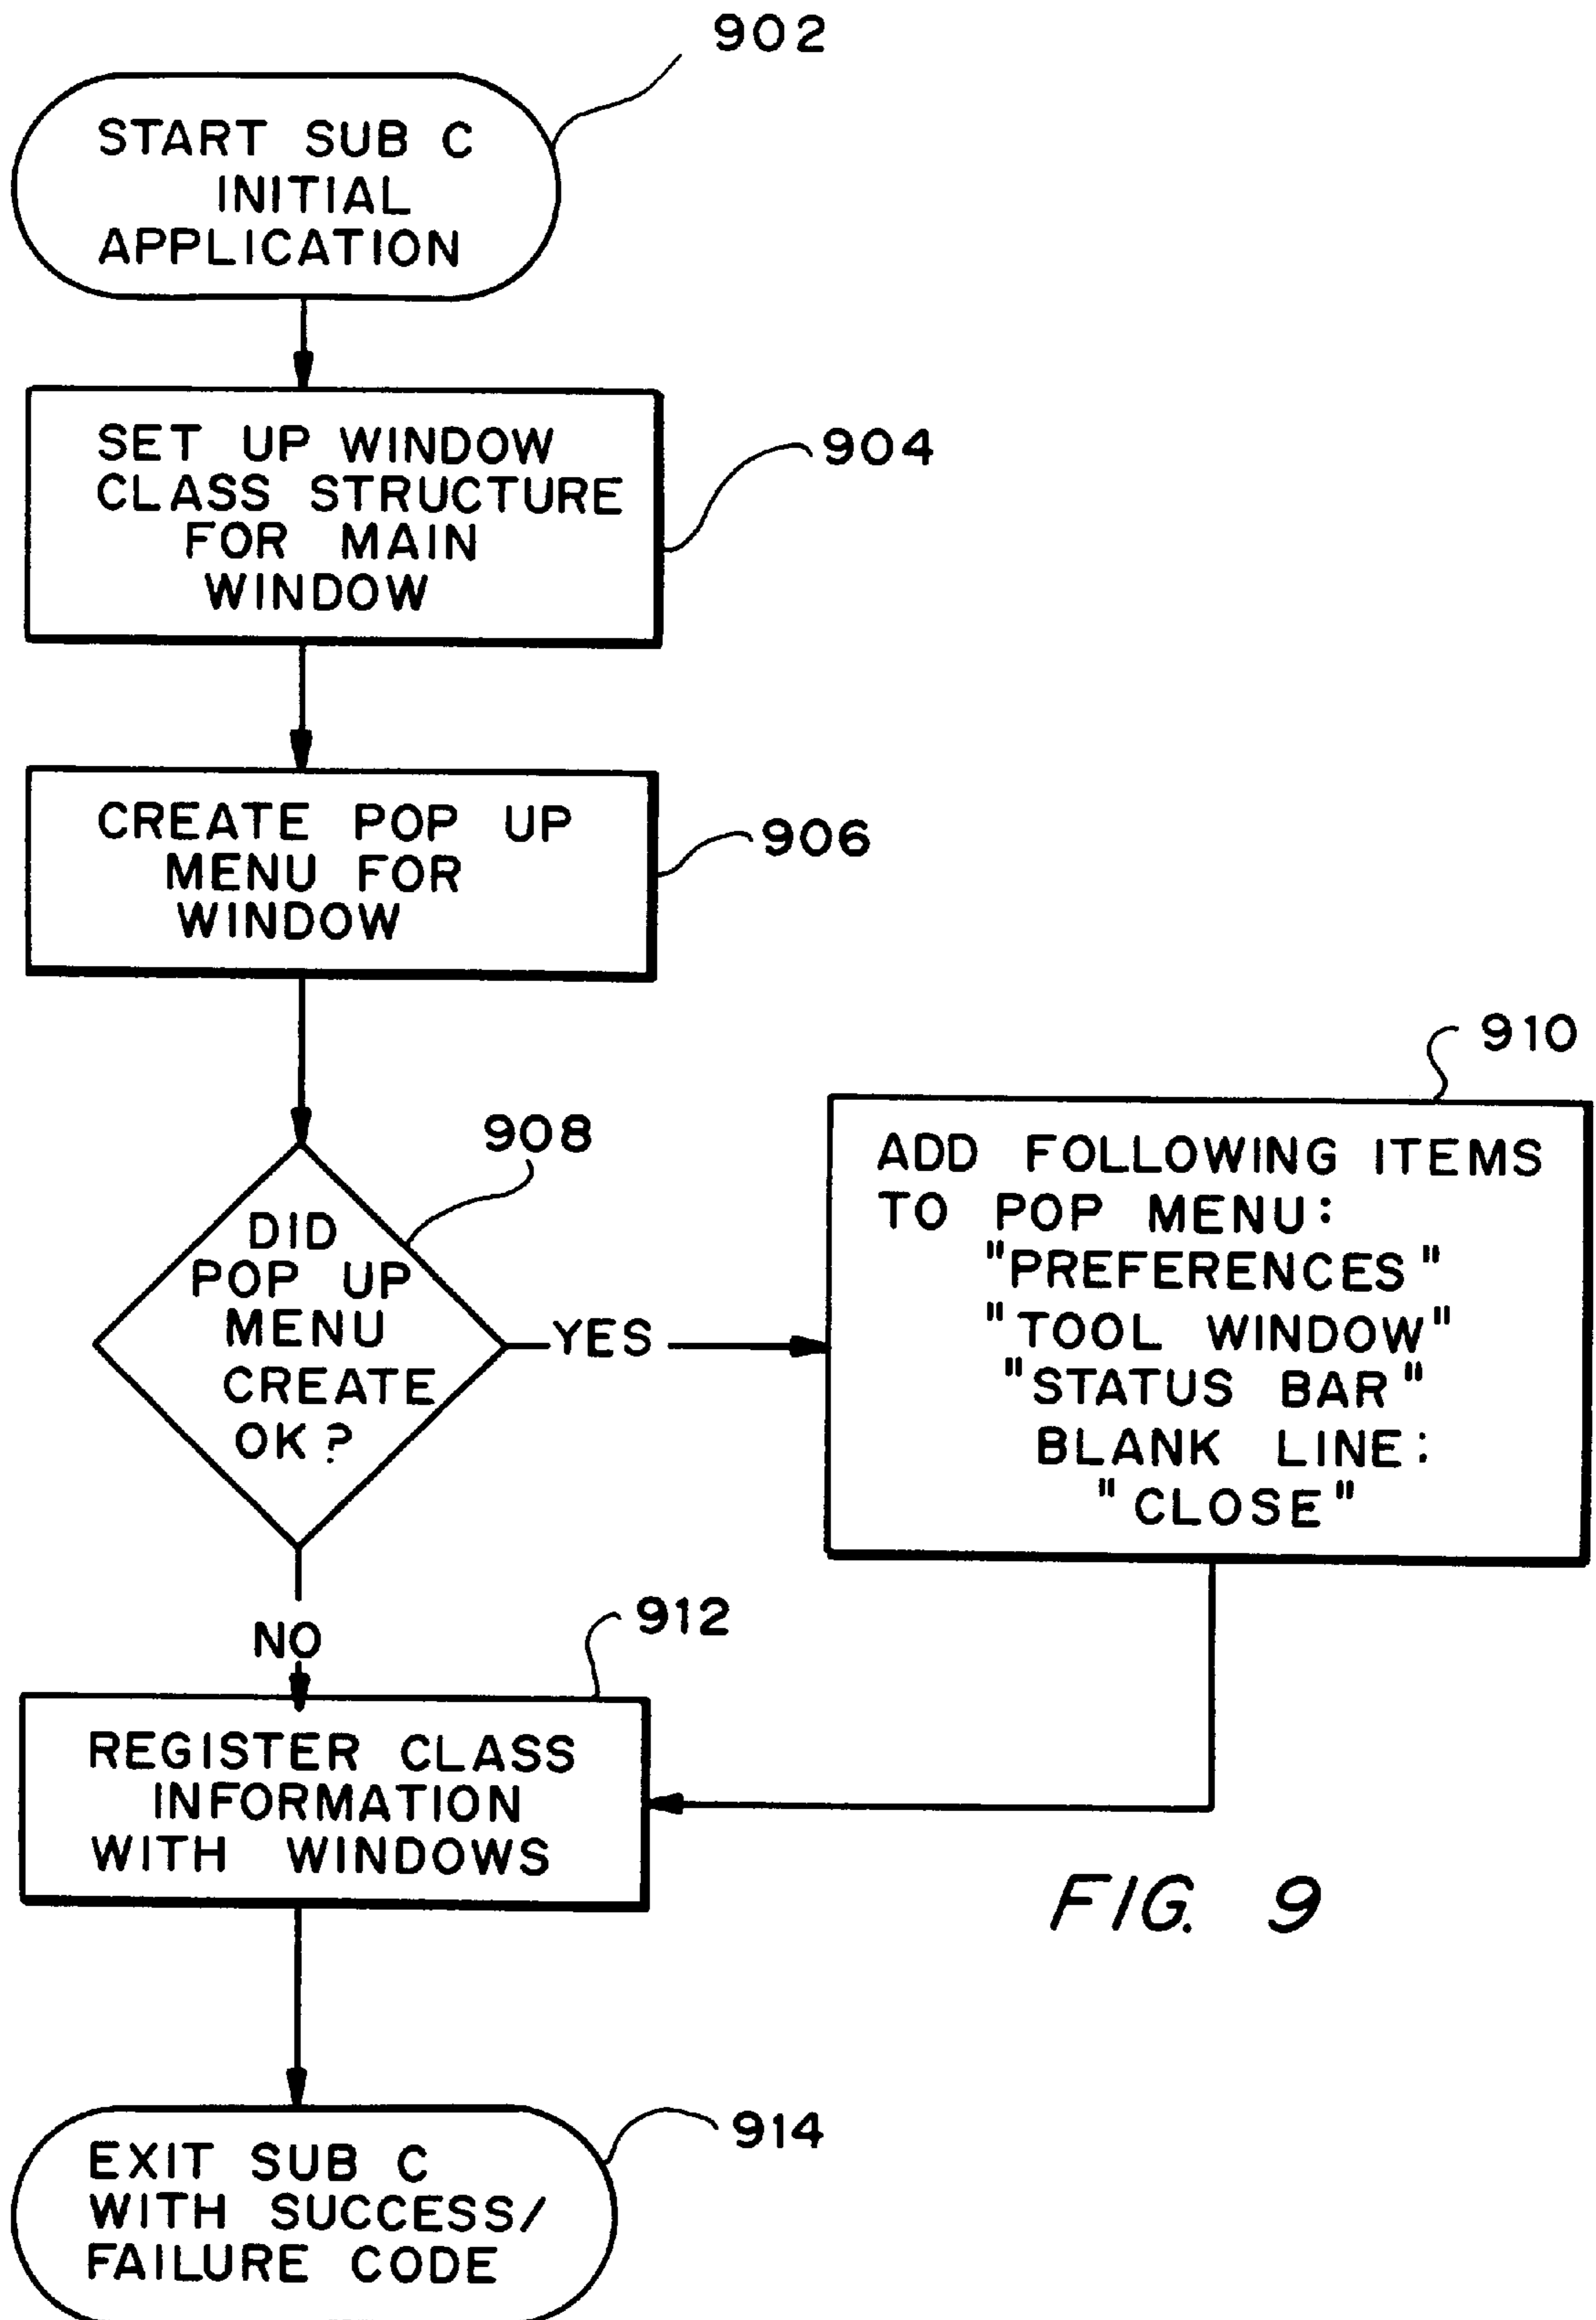 902
START SUB C
INITIAL
APPLICATION
SET UP WINDOW
CLASS STRUCTURE
FOR MAIN
WINDOW
904
CREATE POP UP
MENU FOR
WINDOW
906
908
DID
POP UP
MENU
CREATE
OK?
YES
910
ADD FOLLOWING ITEMS
TO POP MENU:
"PREFERENCES"
"TOOL WINDOW"
"STATUS BAR"
BLANK LINE:
"CLOSE"
NO
912
REGISTER CLASS
INFORMATION
WITH WINDOWS
FIG. 9
914
EXIT SUB C
WITH SUCCESS/
FAILURE CODE